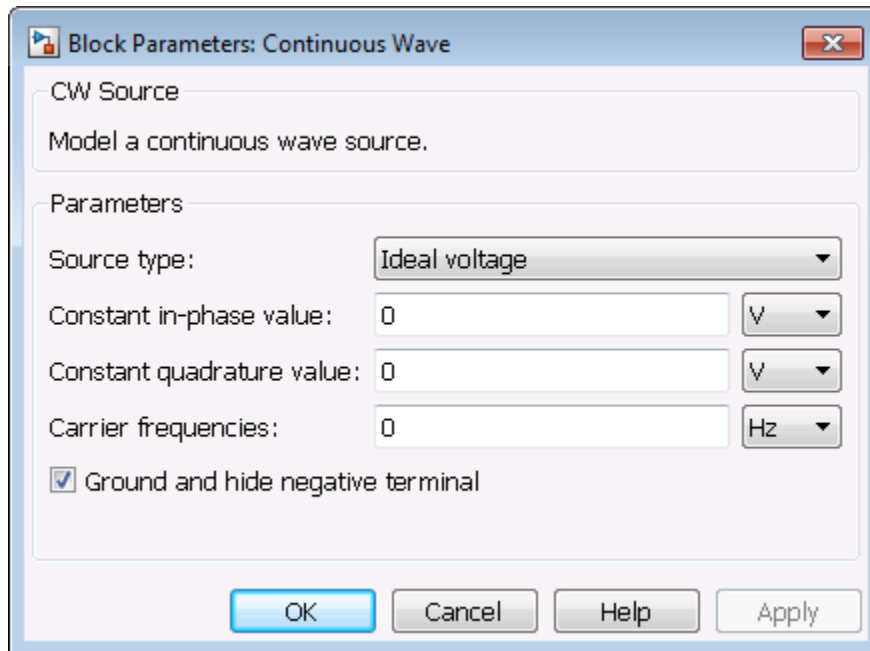 Block Parameters: Continuous Wave
CW Source
Model a continuous wave source.
Parameters
Source type: Ideal voltage
Constant in-phase value: 0 V
Constant quadrature value: 0 V
Carrier frequencies: 0 Hz
Ground and hide negative terminal
OK Cancel Help Apply